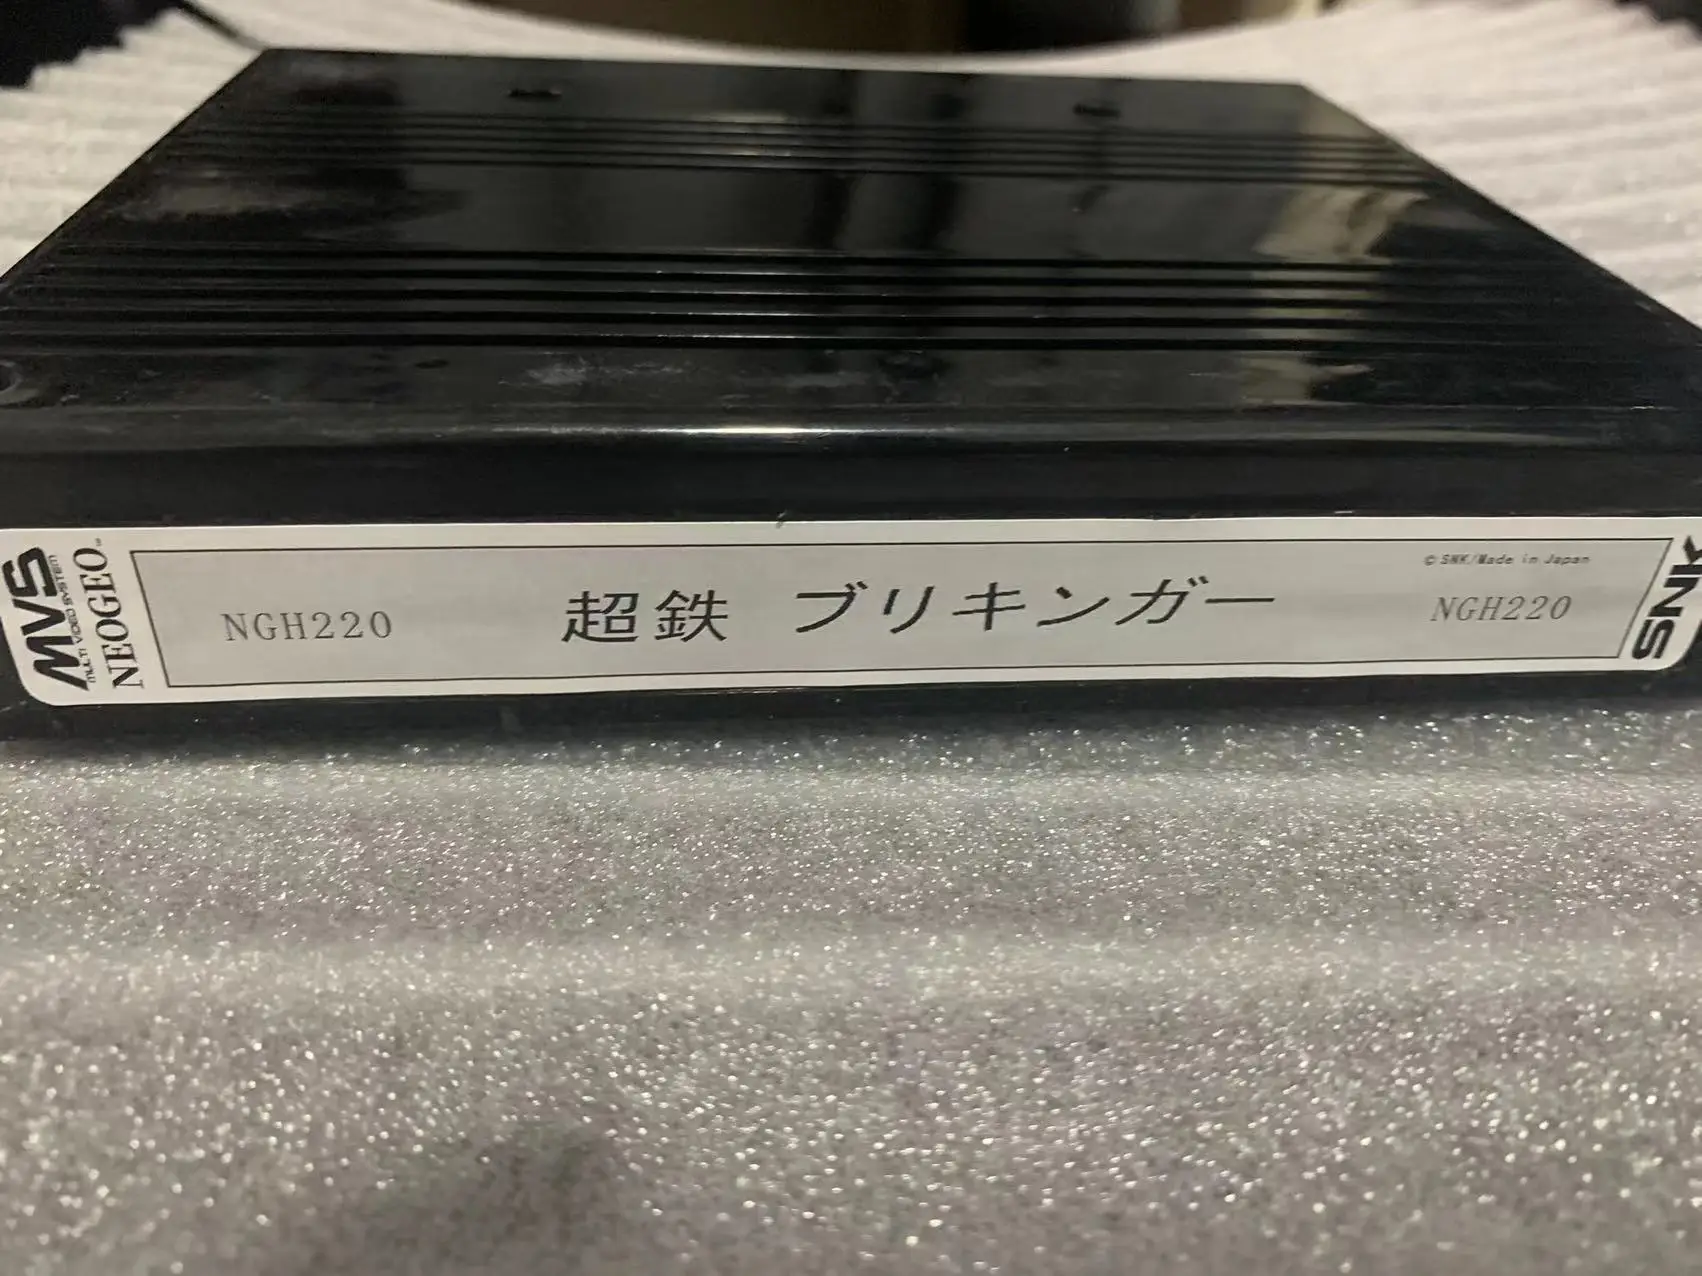 MVS
MULTI VIDEO SYSTEM
NEOGEO
NGH220
超鉄 ブリキンガー
© SNK/Made in Japan
NGH220
SNK